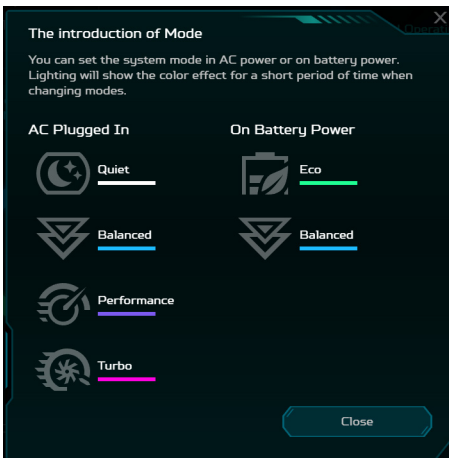 The introduction of Mode
You can set the system mode in AC power or on battery power.
Lighting will show the color effect for a short period of time when
changing modes.
AC Plugged In
On Battery Power
Quiet
Eco
Balanced
Balanced
Performance
Turbo
Close